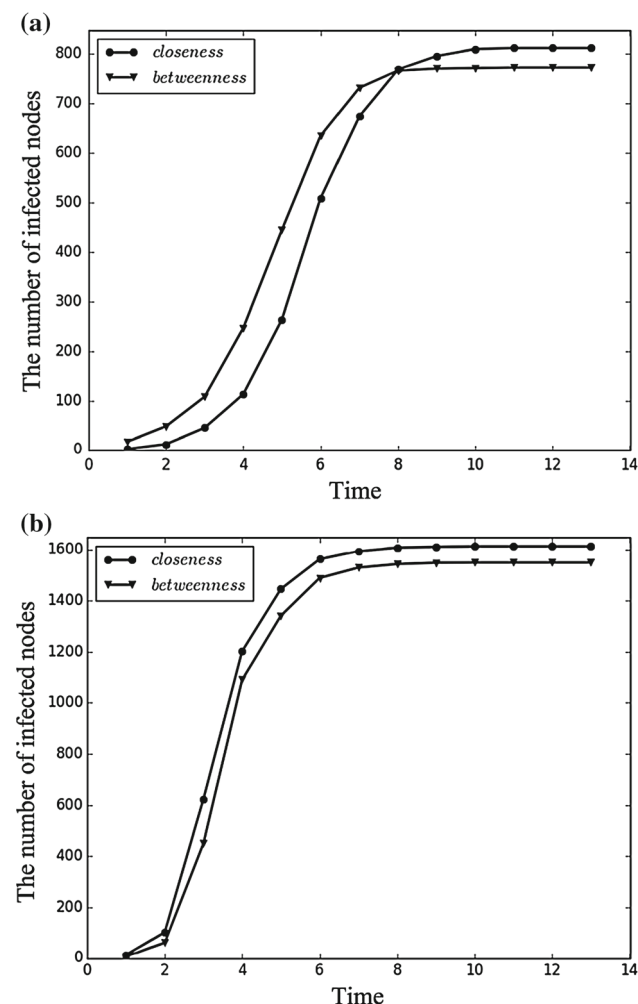 (a)
closeness
betweenness
800
700
600
500
400
300
200
100
0
0 2 4 6 8 10 12 14
The number of infected nodes
Time
(b)
closeness
betweenness
1600
1400
1200
1000
800
600
400
200
0
0 2 4 6 8 10 12 14
The number of infected nodes
Time